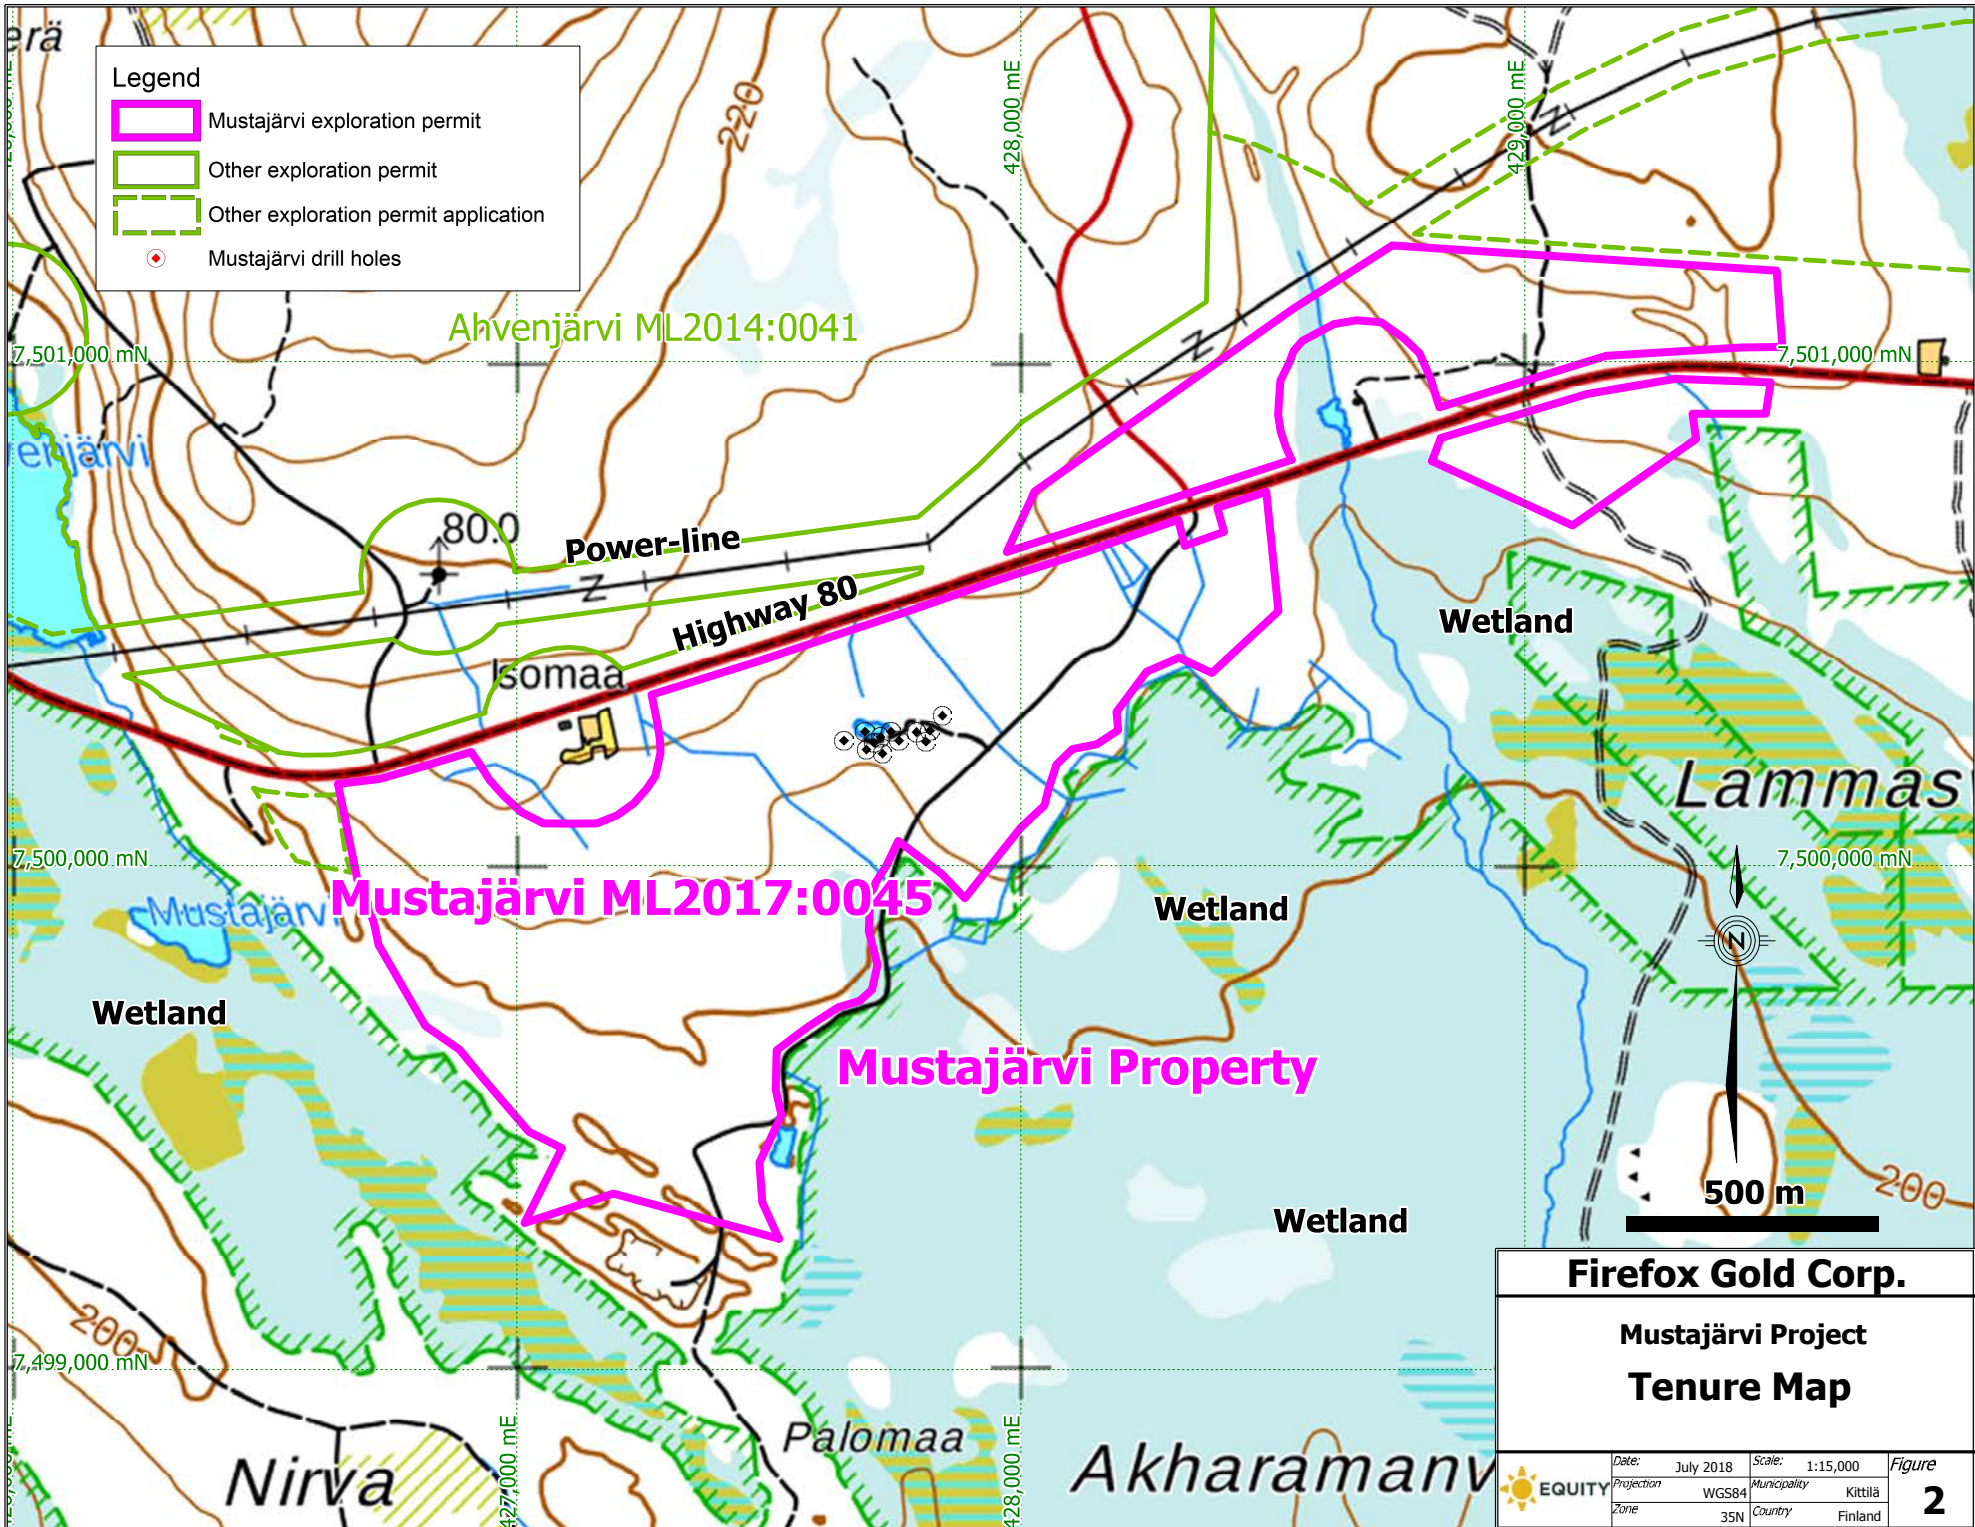 erä
Legend
Mustajärvi exploration permit
Other exploration permit
Other exploration permit application
Mustajärvi drill holes
220
428,000 mE
429,000 mE
Z
Ahvenjärvi ML2014:0041
Z
7,501,000 mN
7,501,000 mN
enjärvi
80.0
Power-line
Z
Highway 80
Isomaa
Wetland
Lammas
7,500,000 mN
7,500,000 mN
Mustajärvi
Mustajärvi ML2017:0045
Wetland
N
Wetland
Mustajärvi Property
500 m
200
Wetland
Firefox Gold Corp.
Mustajärvi Project
Tenure Map
200
7,499,000 mN
427,000 mE
428,000 mE
Palomaa
Nirva
Akharamanv
EQUITY
Date: July 2018 Scale: 1:15,000 Figure
Projection WGS84 Municipality Kittilä 2
Zone 35N Country Finland